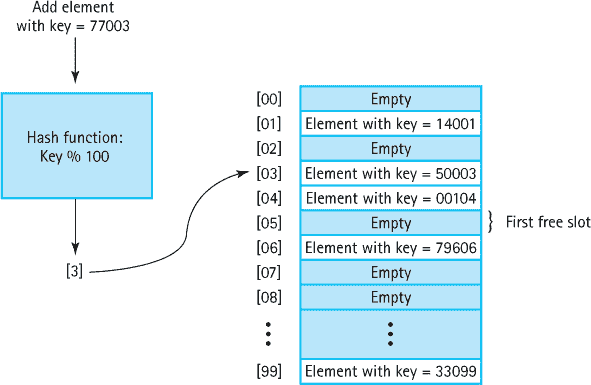 Add element
with key = 77003
Hash function:
Key % 100
[3]
[00] Empty
[01] Element with key = 14001
[02] Empty
[03] Element with key = 50003
[04] Element with key = 00104
[05] Empty
} First free slot
[06] Element with key = 79606
[07] Empty
[08] Empty
[99] Element with key = 33099